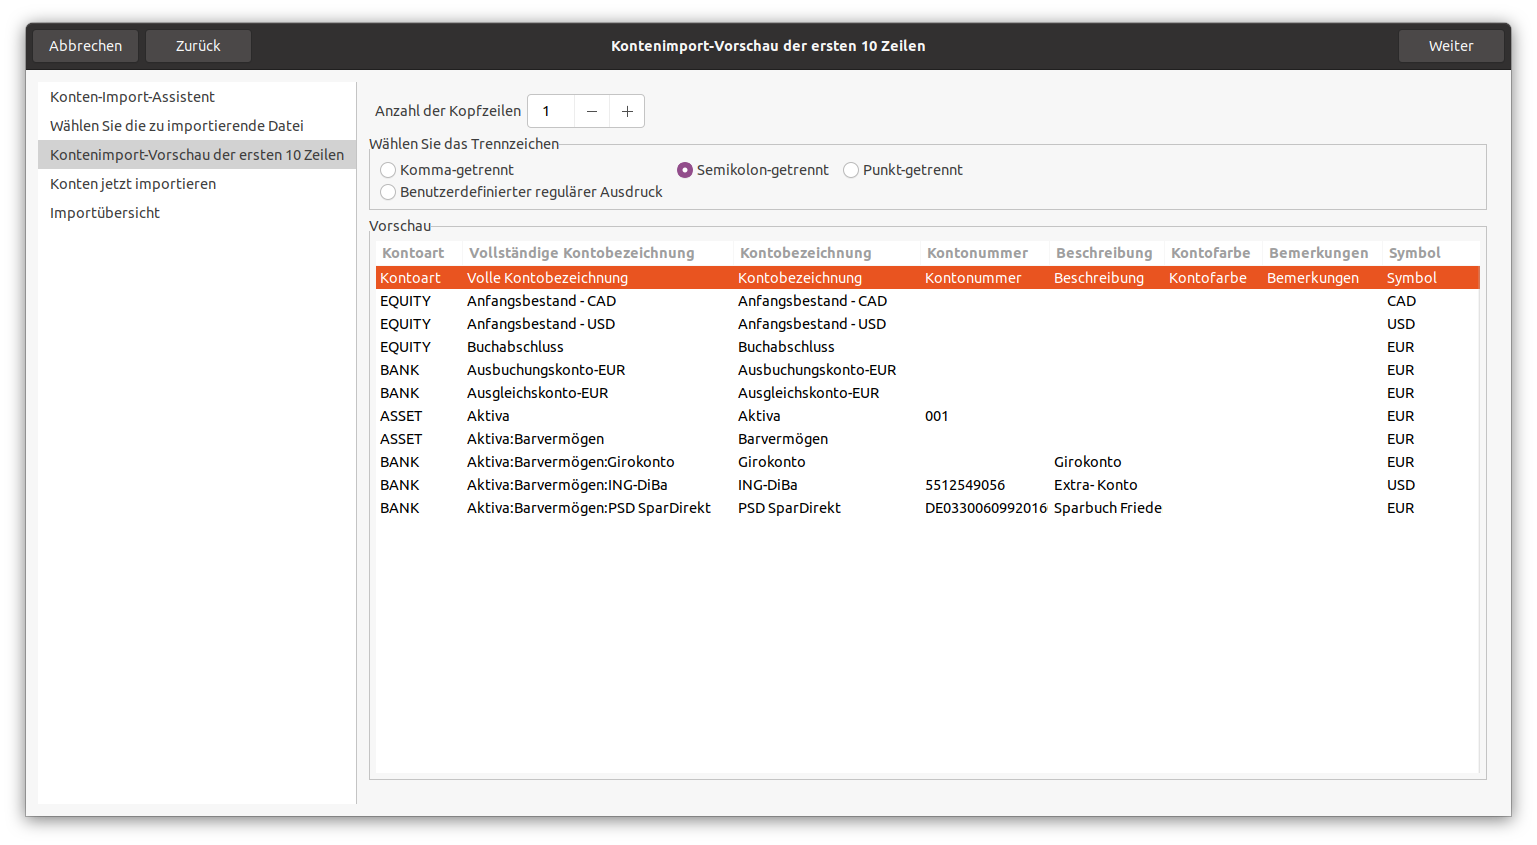 Abbrechen Zurück Kontenimport-Vorschau der ersten 10 Zeilen Weiter
Konten-Import-Assistent
Wählen Sie die zu importierende Datei
Kontenimport-Vorschau der ersten 10 Zeilen
Konten jetzt importieren
Importübersicht
Anzahl der Kopfzeilen 1 − +
Wählen Sie das Trennzeichen
Komma-getrennt Semikolon-getrennt Punkt-getrennt
Benutzerdefinierter regulärer Ausdruck
Vorschau
Kontoart Vollständige Kontobezeichnung Kontobezeichnung Kontonummer Beschreibung Kontofarbe Bemerkungen Symbol
Kontoart Volle Kontobezeichnung Kontobezeichnung Kontonummer Beschreibung Kontofarbe Bemerkungen Symbol
EQUITY Anfangsbestand - CAD Anfangsbestand - CAD CAD
EQUITY Anfangsbestand - USD Anfangsbestand - USD USD
EQUITY Buchabschluss Buchabschluss EUR
BANK Ausbuchungskonto-EUR Ausbuchungskonto-EUR EUR
BANK Ausgleichskonto-EUR Ausgleichskonto-EUR EUR
ASSET Aktiva Aktiva 001 EUR
ASSET Aktiva:Barvermögen Barvermögen EUR
BANK Aktiva:Barvermögen:Girokonto Girokonto Girokonto EUR
BANK Aktiva:Barvermögen:ING-DiBa ING-DiBa 5512549056 Extra- Konto USD
BANK Aktiva:Barvermögen:PSD SparDirekt PSD SparDirekt DE0330060992016 Sparbuch Friede EUR